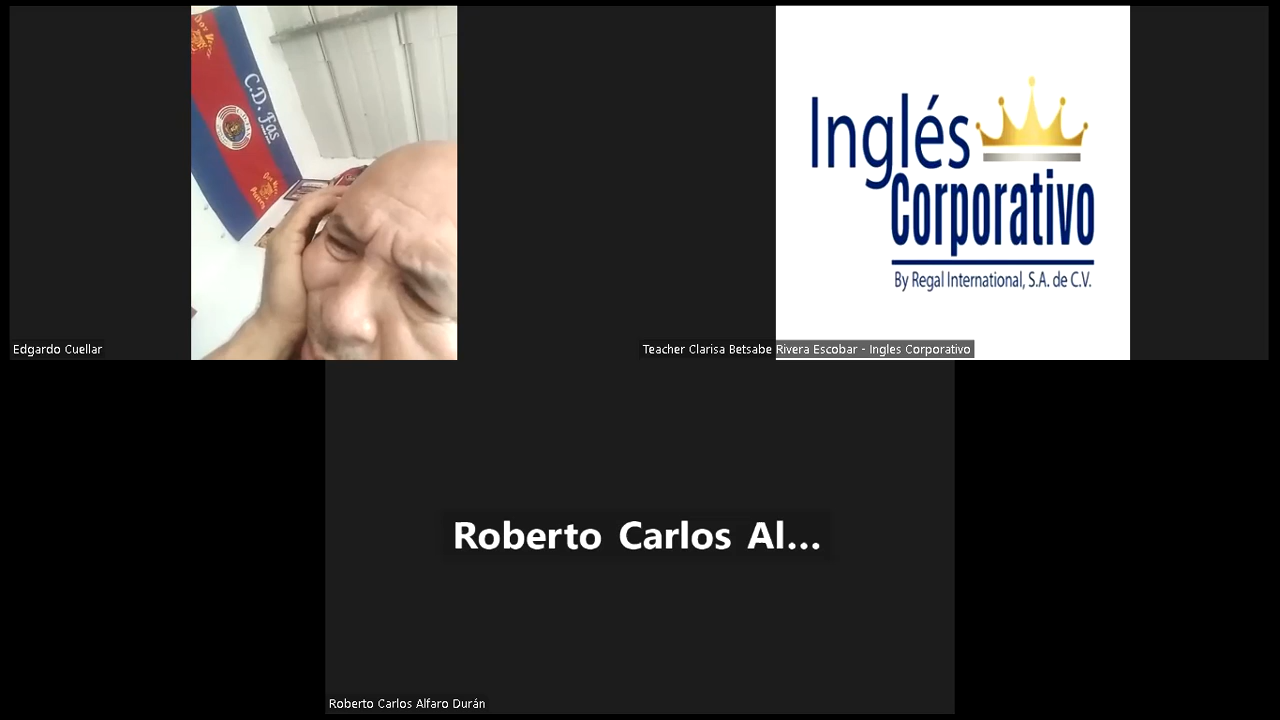 C.D. Fas
Edgardo Cuellar
Inglés
Corporativo
By Regal International, S.A. de C.V.
Teacher Clarisa Betsabe Rivera Escobar - Ingles Corporativo
Roberto Carlos Al...
Roberto Carlos Alfaro Durán